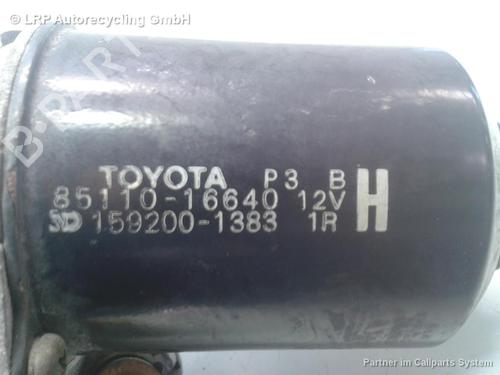 LRP Autorecycling GmbH
TOYOTA P3 B
85110-16640 12V H
159200-1383 1R
Partner im Callparts System